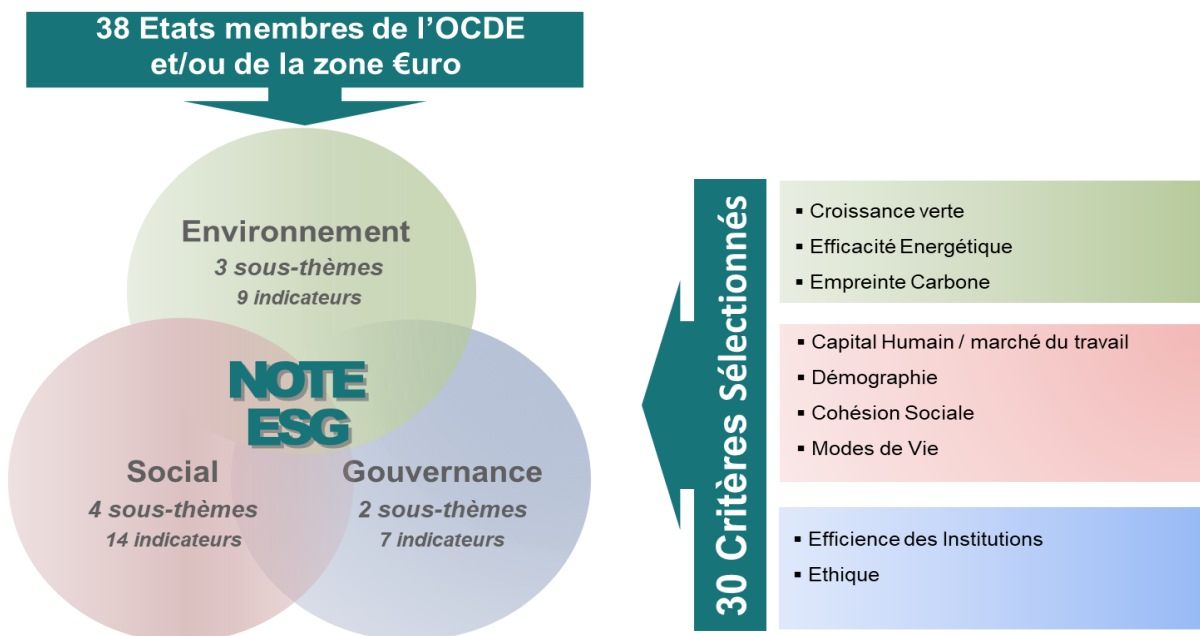 38 Etats membres de l’OCDE
et/ou de la zone €uro
Environnement
3 sous-thèmes
9 indicateurs
NOTE
ESG
Social
4 sous-thèmes
14 indicateurs
Gouvernance
2 sous-thèmes
7 indicateurs
30 Critères Sélectionnés
▪ Croissance verte
▪ Efficacité Energétique
▪ Empreinte Carbone
▪ Capital Humain / marché du travail
▪ Démographie
▪ Cohésion Sociale
▪ Modes de Vie
▪ Efficience des Institutions
▪ Ethique